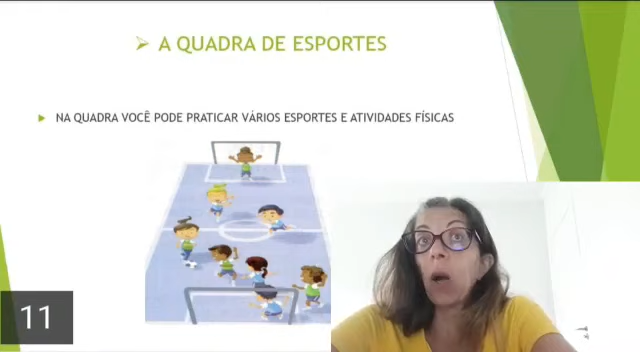 A QUADRA DE ESPORTES
NA QUADRA VOCÊ PODE PRATICAR VÁRIOS ESPORTES E ATIVIDADES FÍSICAS
11